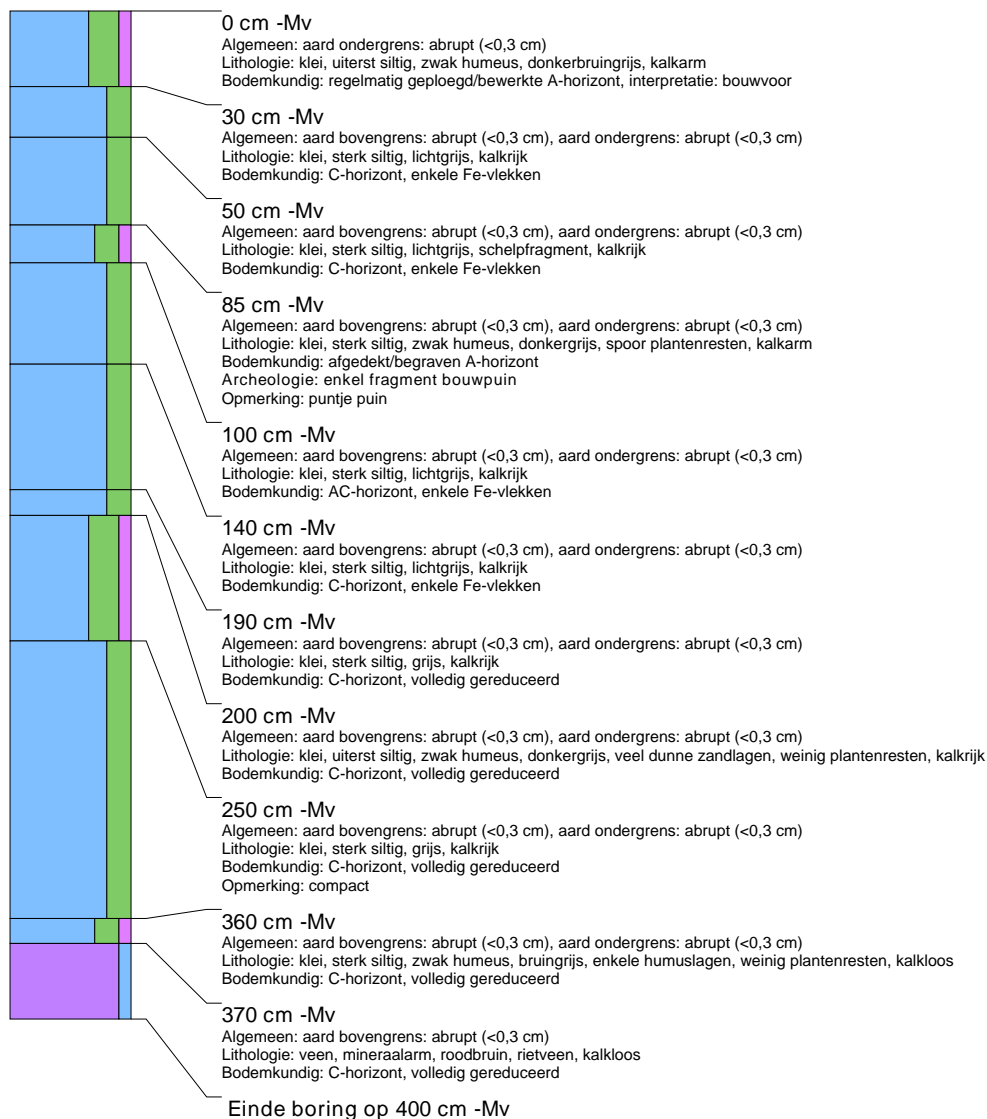 0 cm -Mv
Algemeen: aard ondergrens: abrupt (<0,3 cm)
Lithologie: klei, uiterst siltig, zwak humeus, donkerbruingrijs, kalkarm
Bodemkundig: regelmatig geploegd/bewerkte A-horizont, interpretatie: bouwvoor
30 cm -Mv
Algemeen: aard bovengrens: abrupt (<0,3 cm), aard ondergrens: abrupt (<0,3 cm)
Lithologie: klei, sterk siltig, lichtgrijs, kalkrijk
Bodemkundig: C-horizont, enkele Fe-vlekken
50 cm -Mv
Algemeen: aard bovengrens: abrupt (<0,3 cm), aard ondergrens: abrupt (<0,3 cm)
Lithologie: klei, sterk siltig, lichtgrijs, schelpfragment, kalkrijk
Bodemkundig: C-horizont, enkele Fe-vlekken
85 cm -Mv
Algemeen: aard bovengrens: abrupt (<0,3 cm), aard ondergrens: abrupt (<0,3 cm)
Lithologie: klei, sterk siltig, zwak humeus, donkergrijs, spoor plantenresten, kalkarm
Bodemkundig: afgedekt/begraven A-horizont
Archeologie: enkel fragment bouwpuin
Opmerking: puntje puin
100 cm -Mv
Algemeen: aard bovengrens: abrupt (<0,3 cm), aard ondergrens: abrupt (<0,3 cm)
Lithologie: klei, sterk siltig, lichtgrijs, kalkrijk
Bodemkundig: AC-horizont, enkele Fe-vlekken
140 cm -Mv
Algemeen: aard bovengrens: abrupt (<0,3 cm), aard ondergrens: abrupt (<0,3 cm)
Lithologie: klei, sterk siltig, lichtgrijs, kalkrijk
Bodemkundig: C-horizont, enkele Fe-vlekken
190 cm -Mv
Algemeen: aard bovengrens: abrupt (<0,3 cm), aard ondergrens: abrupt (<0,3 cm)
Lithologie: klei, sterk siltig, grijs, kalkrijk
Bodemkundig: C-horizont, volledig gereduceerd
200 cm -Mv
Algemeen: aard bovengrens: abrupt (<0,3 cm), aard ondergrens: abrupt (<0,3 cm)
Lithologie: klei, uiterst siltig, zwak humeus, donkergrijs, veel dunne zandlagen, weinig plantenresten, kalkrijk
Bodemkundig: C-horizont, volledig gereduceerd
250 cm -Mv
Algemeen: aard bovengrens: abrupt (<0,3 cm), aard ondergrens: abrupt (<0,3 cm)
Lithologie: klei, sterk siltig, grijs, kalkrijk
Bodemkundig: C-horizont, volledig gereduceerd
Opmerking: compact
360 cm -Mv
Algemeen: aard bovengrens: abrupt (<0,3 cm), aard ondergrens: abrupt (<0,3 cm)
Lithologie: klei, sterk siltig, zwak humeus, bruingrijs, enkele humuslagen, weinig plantenresten, kalkloos
Bodemkundig: C-horizont, volledig gereduceerd
370 cm -Mv
Algemeen: aard bovengrens: abrupt (<0,3 cm)
Lithologie: veen, mineraalarm, roodbruin, rietveen, kalkloos
Bodemkundig: C-horizont, volledig gereduceerd
Einde boring op 400 cm -Mv